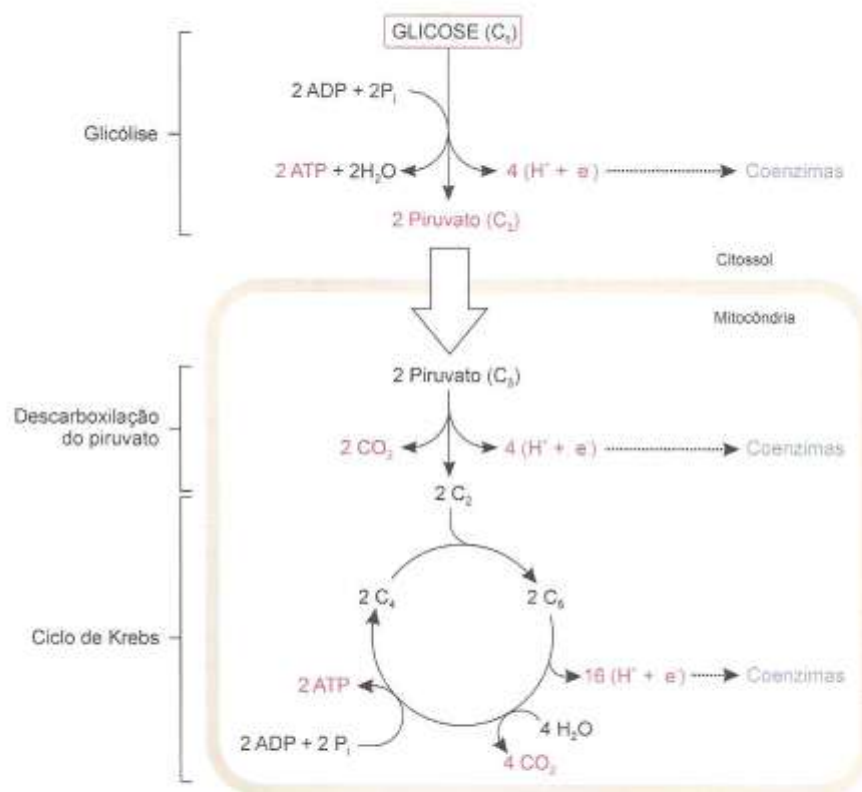 GLICOSE (C₆)
2 ADP + 2Pᵢ
Glicólise
2 ATP + 2H₂O
4 (H⁺ + e⁻)
Coenzimas
2 Piruvato (C₃)
Citossol
Mitocôndria
2 Piruvato (C₃)
Descarboxilação
do piruvato
2 CO₂
4 (H⁺ + e⁻)
Coenzimas
2 C₂
2 C₄
2 C₆
Ciclo de Krebs
2 ATP
16 (H⁺ + e⁻)
Coenzimas
2 ADP + 2 Pᵢ
4 H₂O
4 CO₂